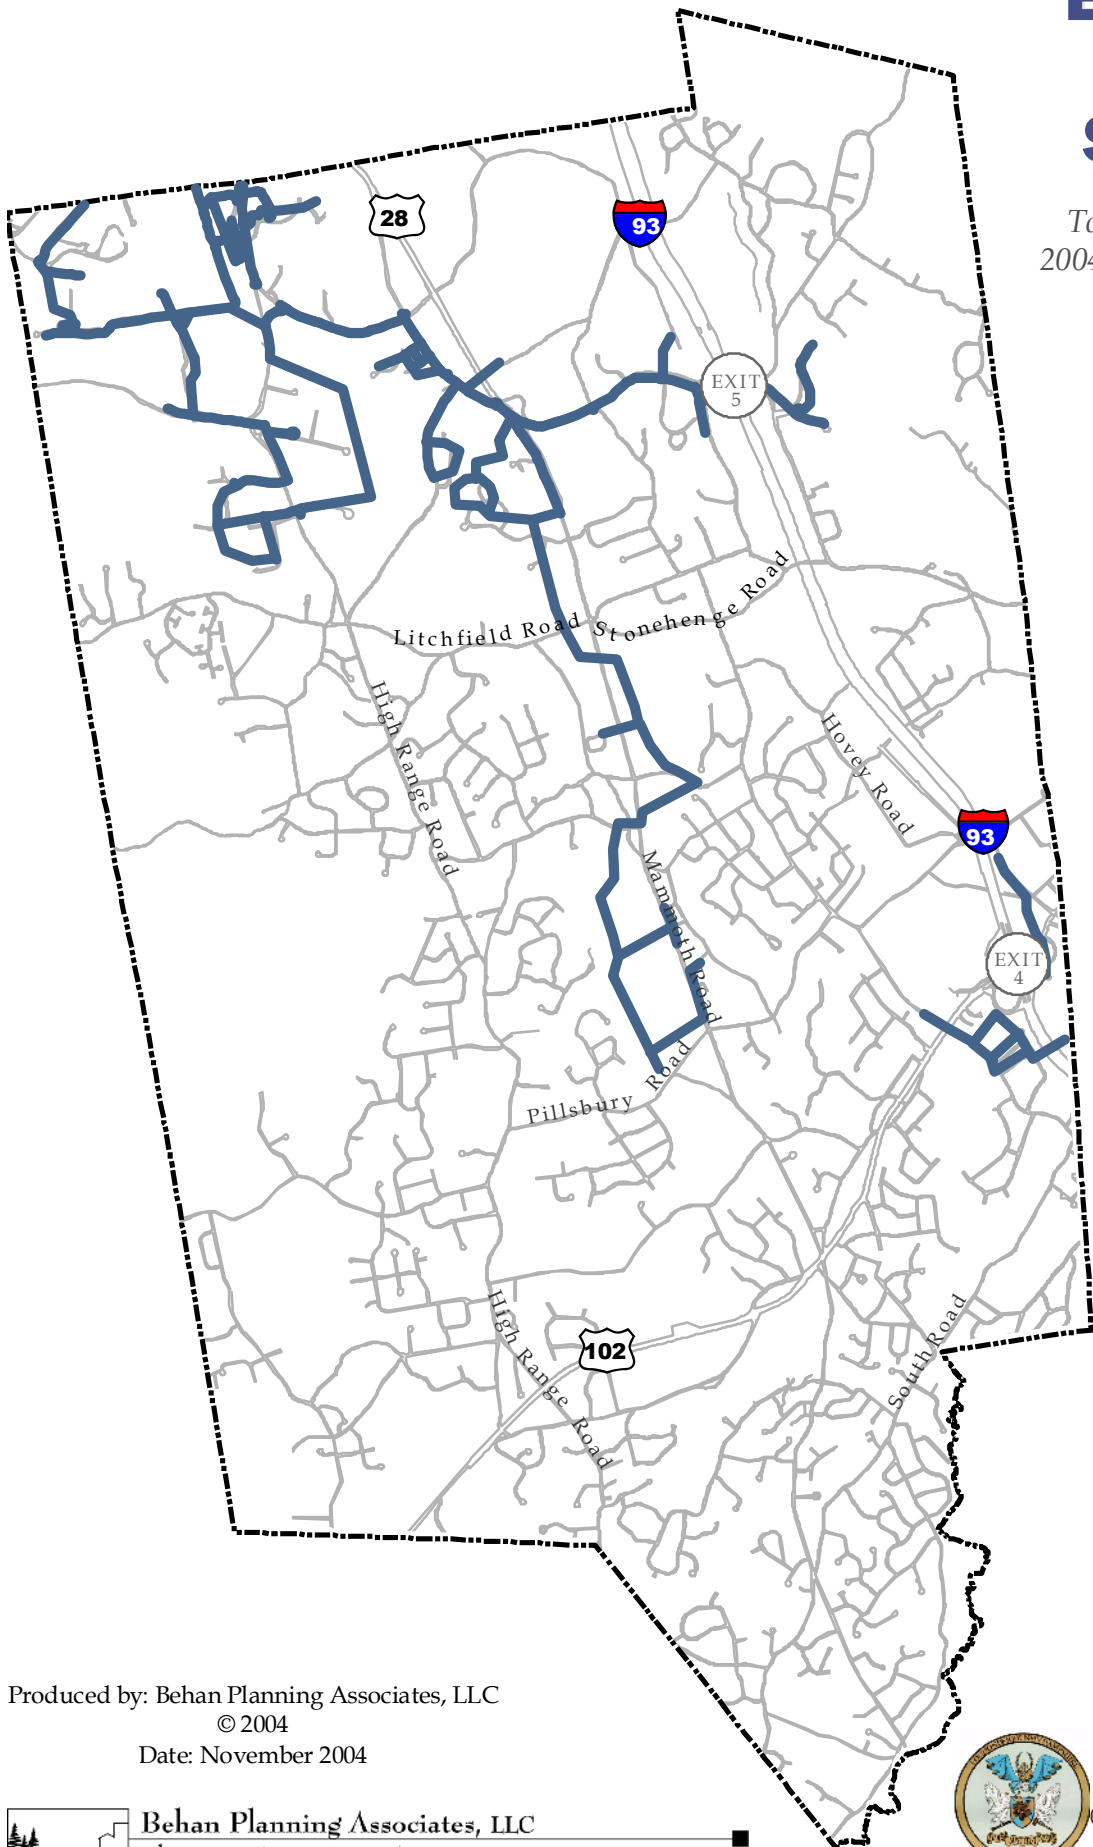 28
93
2004
EXIT
5
Litchfield Road
Stonehenge Road
High Range Road
Hovey Road
93
Mammoth Road
EXIT
4
Pillsbury Road
High Range Road
102
South Road
Produced by: Behan Planning Associates, LLC
© 2004
Date: November 2004
Behan Planning Associates, LLC